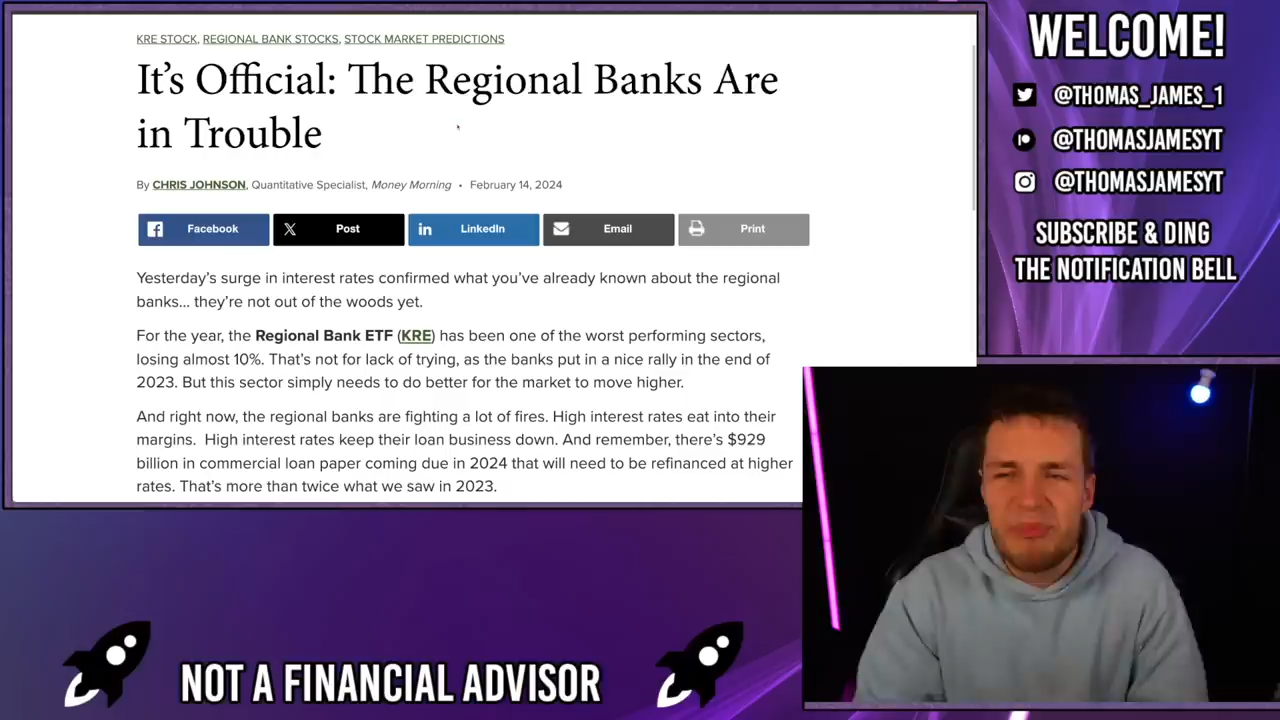 KRE STOCK, REGIONAL BANK STOCKS, STOCK MARKET PREDICTIONS
It's Official: The Regional Banks Are
in Trouble
By CHRIS JOHNSON, Quantitative Specialist, Money Morning • February 14, 2024
Facebook
Post
LinkedIn
Email
Print
Yesterday's surge in interest rates confirmed what you've already known about the regional
banks... they're not out of the woods yet.
For the year, the Regional Bank ETF (KRE) has been one of the worst performing sectors,
losing almost 10%. That's not for lack of trying, as the banks put in a nice rally in the end of
2023. But this sector simply needs to do better for the market to move higher.
And right now, the regional banks are fighting a lot of fires. High interest rates eat into their
margins. High interest rates keep their loan business down. And remember, there's $929
billion in commercial loan paper coming due in 2024 that will need to be refinanced at higher
rates. That's more than twice what we saw in 2023.
WELCOME!
@THOMAS_JAMES_1
@THOMASJAMESYT
@THOMASJAMESYT
SUBSCRIBE & DING
THE NOTIFICATION BELL
NOT A FINANCIAL ADVISOR